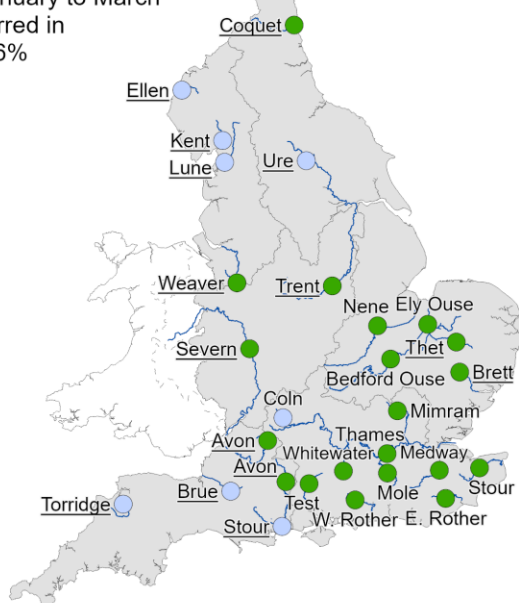 nuary to March
rred in
6%
Coquet
Ellen
Kent
Lune
Ure
Weaver
Trent
Nene
Ely Ouse
Severn
Thet
Bedford Ouse
Brett
Coln
Mimram
Avon
Thames
Avon
Whitewater
Medway
Torridge
Brue
Test
Mole
Stour
Stour
W. Rother
E. Rother